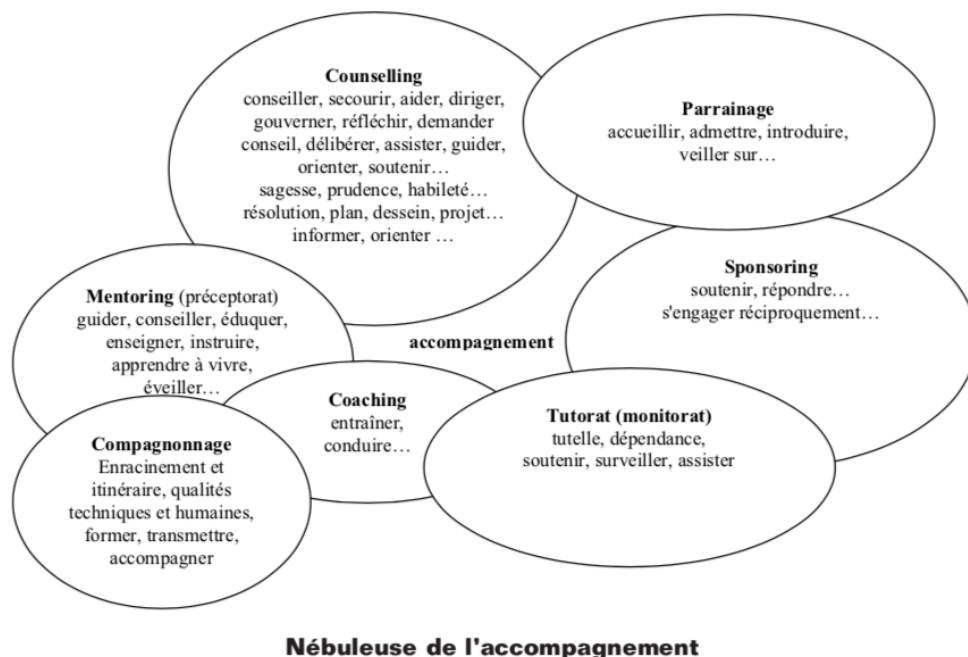 Counselling
conseiller, secourir, aider, diriger,
gouverner, réfléchir, demander
conseil, délibérer, assister, guider,
orienter, soutenir…
sagesse, prudence, habileté…
résolution, plan, dessein, projet…
informer, orienter …
Parrainage
accueillir, admettre, introduire,
veiller sur…
Mentoring (préceptorat)
guider, conseiller, éduquer,
enseigner, instruire,
apprendre à vivre,
éveiller…
accompagnement
Sponsoring
soutenir, répondre…
s'engager réciproquement…
Compagnonnage
Enracinement et
itinéraire, qualités
techniques et humaines,
former, transmettre,
accompagner
Coaching
entraîner,
conduire…
Tutorat (monitorat)
tutelle, dépendance,
soutenir, surveiller, assister
Nébuleuse de l'accompagnement